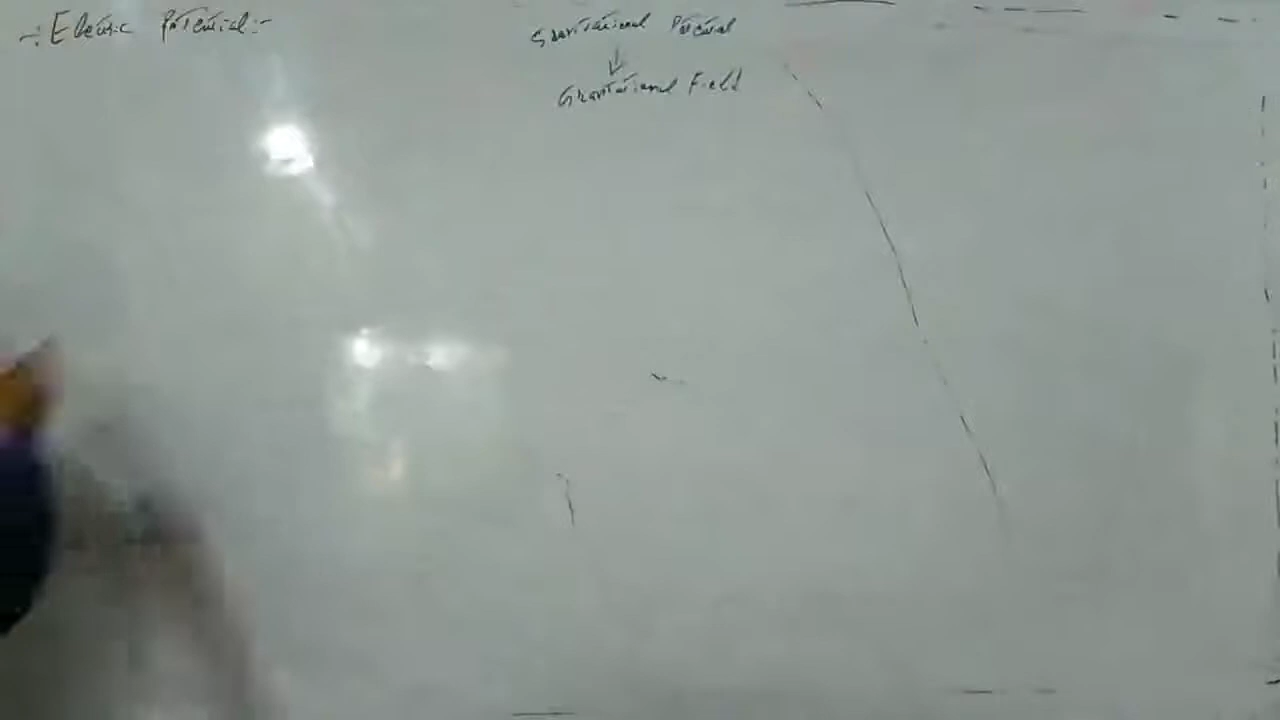 -: Electric Potential:-
Gravitational Potential
↓
Gravitational Field